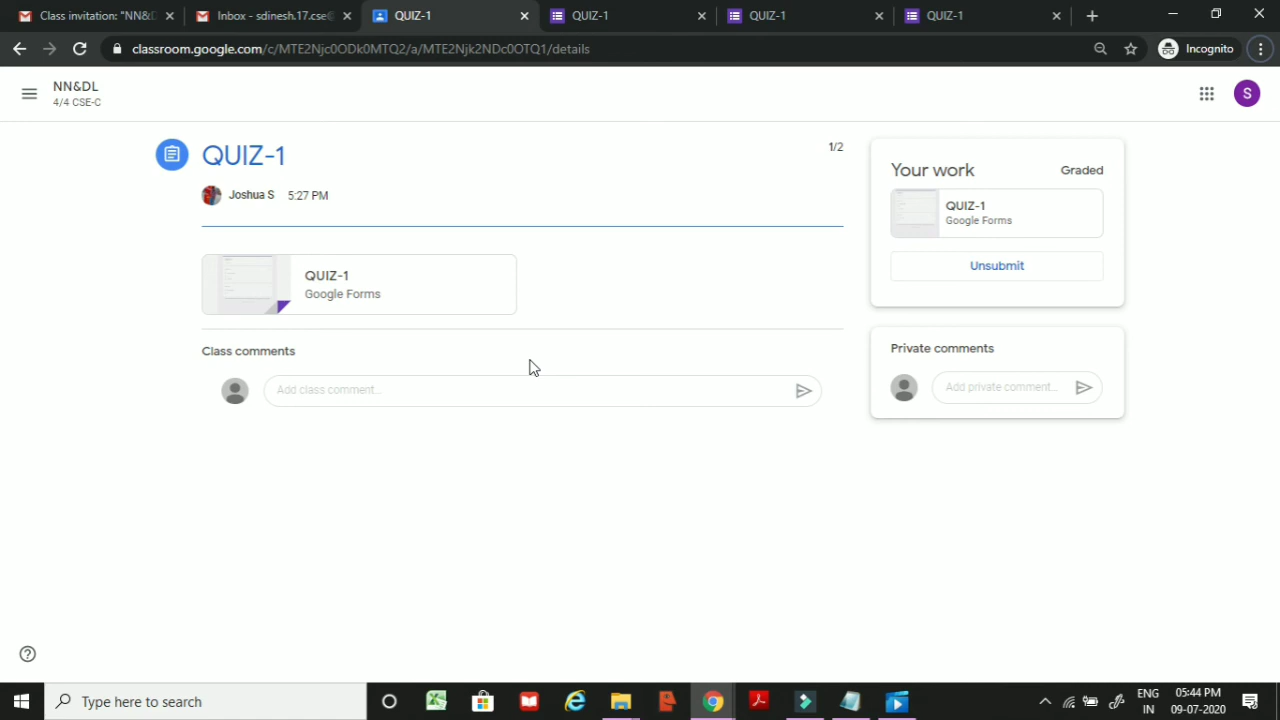 Class invitation: "NN&D
Inbox - sdinesh.17.cse@
QUIZ-1
QUIZ-1
QUIZ-1
QUIZ-1
classroom.google.com/c/MTE2Njc0ODk0MTQ2/a/MTE2Njk2NDc0OTQ1/details
Incognito
NN&DL
4/4 CSE-C
S
QUIZ-1
1/2
Joshua S 5:27 PM
QUIZ-1
Google Forms
Class comments
Add class comment...
Your work
Graded
QUIZ-1
Google Forms
Unsubmit
Private comments
Add private comment...
Type here to search
ENG
IN
05:44 PM
09-07-2020